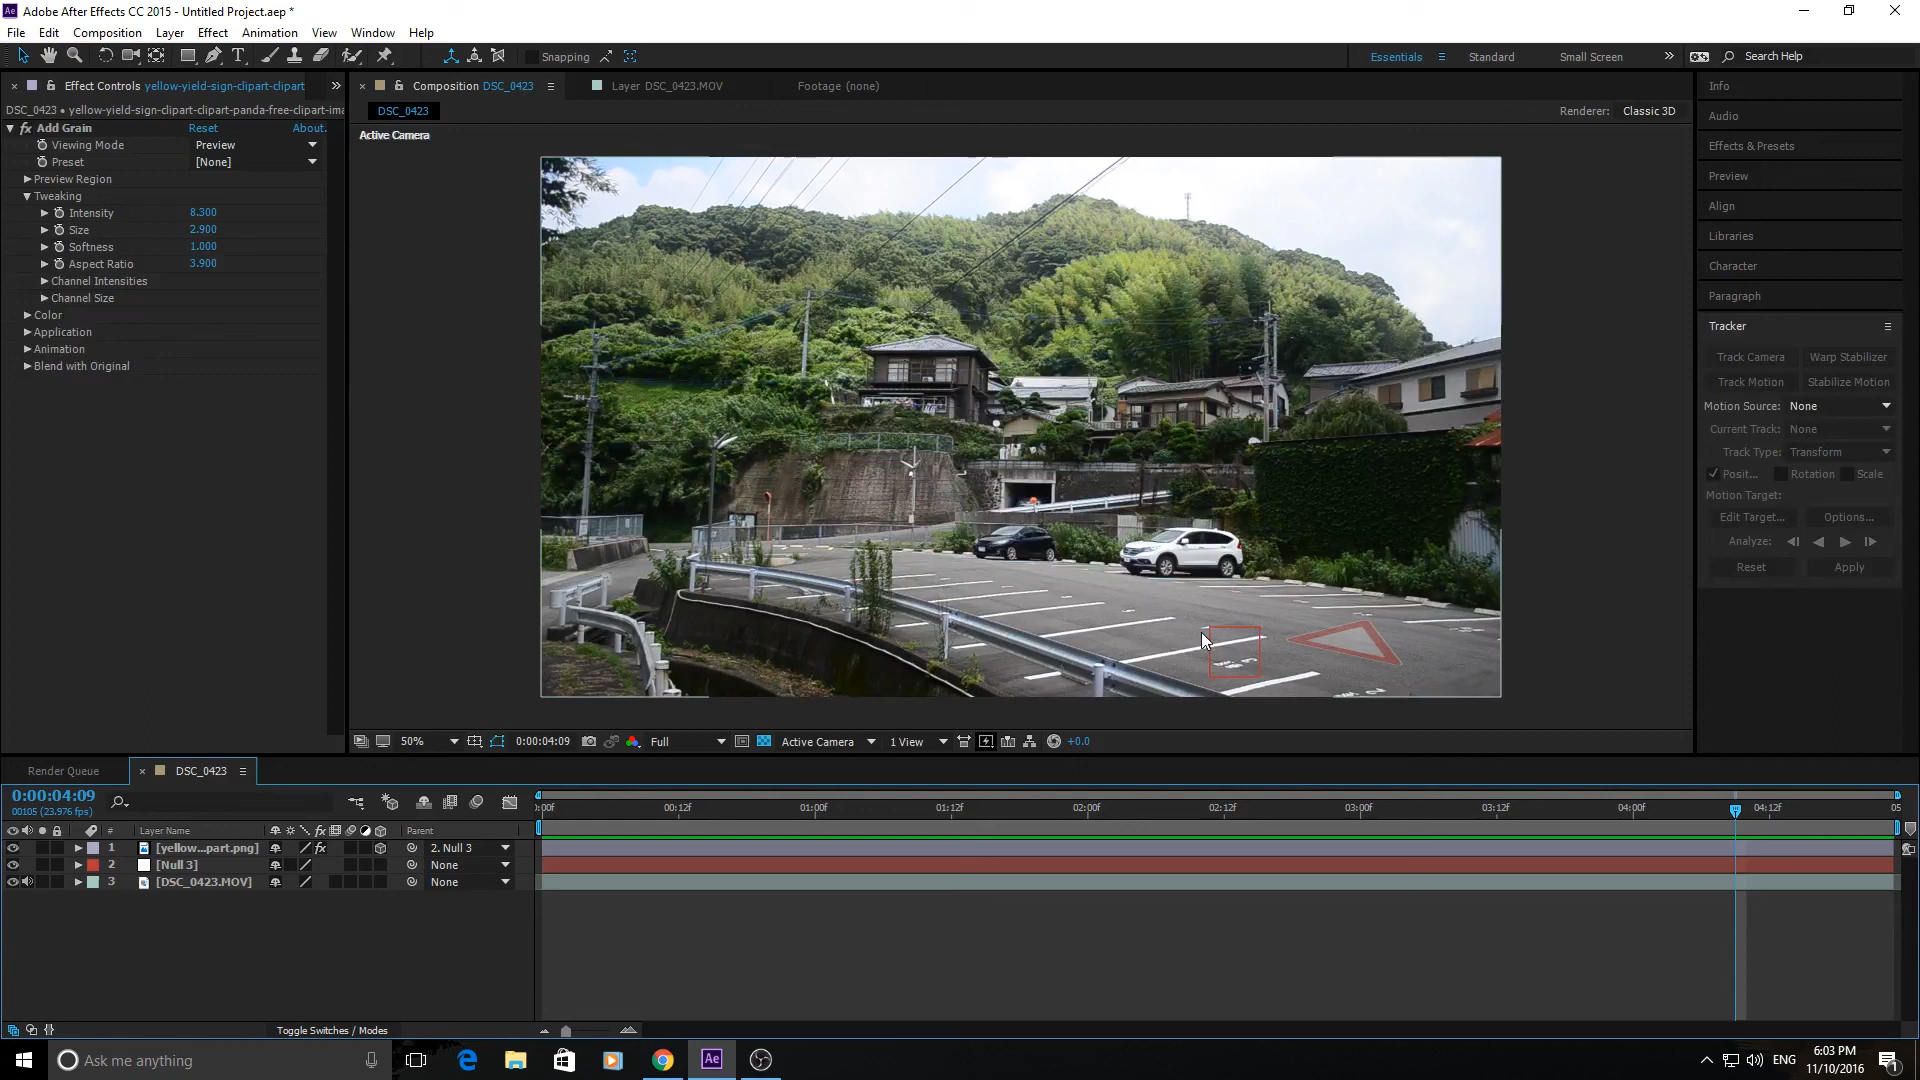 Adobe After Effects CC 2015 - Untitled Project.aep *
File Edit Composition Layer Effect Animation View Window Help
Snapping
Essentials Standard Small Screen Search Help
Effect Controls yellow-yield-sign-clipart-clipart
Composition DSC_0423
Layer DSC_0423.MOV
Footage (none)
DSC_0423 • yellow-yield-sign-clipart-clipart-panda-free-clipart-ima
DSC_0423
Renderer: Classic 3D
Active Camera
fx Add Grain Reset About.
Viewing Mode Preview
Preset [None]
Preview Region
Tweaking
Intensity 8.300
Size 2.900
Softness 1.000
Aspect Ratio 3.900
Channel Intensities
Channel Size
Color
Application
Animation
Blend with Original
Info
Audio
Effects & Presets
Preview
Align
Libraries
Character
Paragraph
Tracker
Track Camera Warp Stabilizer
Track Motion Stabilize Motion
Motion Source: None
Current Track: None
Track Type: Transform
Posit... Rotation Scale
Motion Target:
Edit Target... Options...
Analyze:
Reset Apply
50% 0:00:04:09 Full Active Camera 1 View +0.0
Render Queue DSC_0423
0:00:04:09
00105 (23.976 fps)
:00f 00:12f 01:00f 01:12f 02:00f 02:12f 03:00f 03:12f 04:00f 04:12f 05
# Layer Name fx Parent
1 [yellow...part.png] fx 2. Null 3
2 [Null 3] None
3 [DSC_0423.MOV] None
Toggle Switches / Modes
Ask me anything
Ae
ENG
6:03 PM
11/10/2016
1